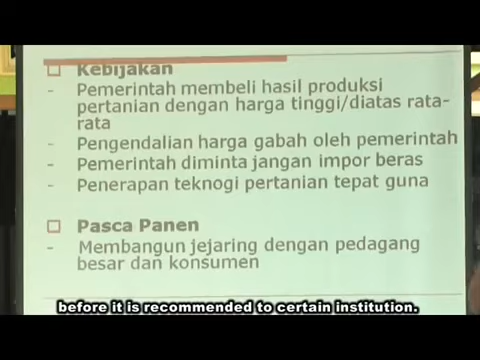 Kebijakan
- Pemerintah membeli hasil produksi
pertanian dengan harga tinggi/diatas rata-
rata
- Pengendalian harga gabah oleh pemerintah
- Pemerintah diminta jangan impor beras
- Penerapan teknogi pertanian tepat guna
Pasca Panen
- Membangun jejaring dengan pedagang
besar dan konsumen
before it is recommended to certain institution.